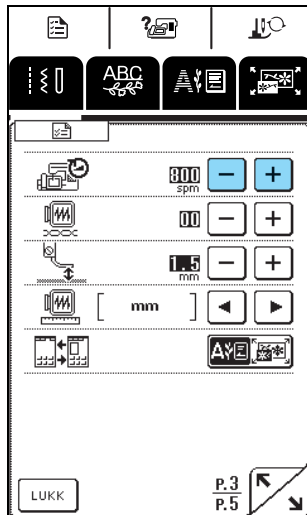 ?
ABC
A
800 - +
spm
00 - +
1.5 - +
mm
[ mm ]
A
LUKK
P.3
P.5